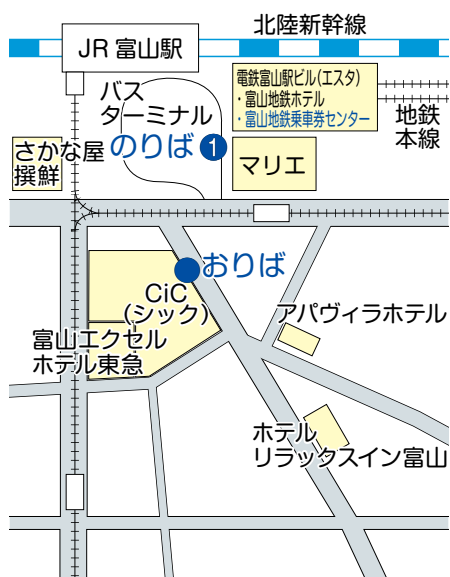 北陸新幹線
JR 富山駅
電鉄富山駅ビル(エスタ)
・富山地鉄ホテル
・富山地鉄乗車券センター
バス
ターミナル
地鉄
本線
さかな屋
撰鮮
のりば 1
マリエ
おりば
CiC
(シック)
アパヴィラホテル
富山エクセル
ホテル東急
ホテル
リラックスイン富山